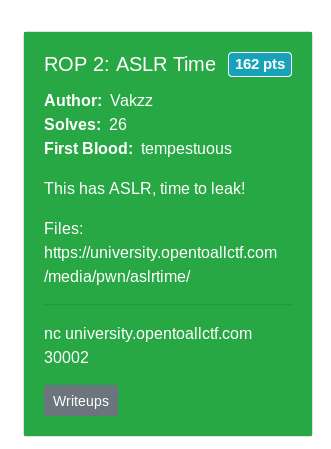 ROP 2: ASLR Time 162 pts
Author: Vakzz
Solves: 26
First Blood: tempestuous
This has ASLR, time to leak!
Files:
https://university.opentoallctf.com
/media/pwn/aslrtime/
nc university.opentoallctf.com
30002
Writeups